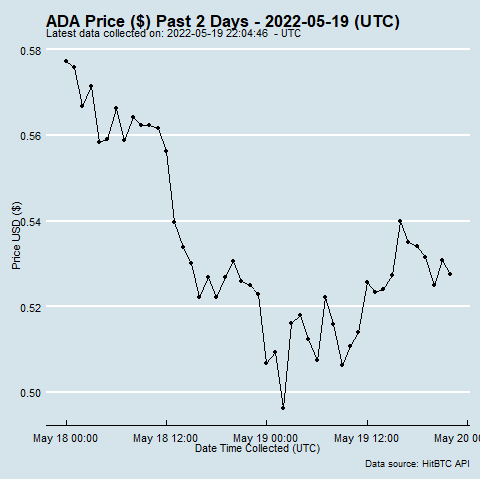 ADA Price ($) Past 2 Days - 2022-05-19 (UTC)
Latest data collected on: 2022-05-19 22:04:46 - UTC
0.58
0.56
0.54
0.52
0.50
Price USD ($)
May 18 00:00 May 18 12:00 May 19 00:00 May 19 12:00 May 20 00
Date Time Collected (UTC)
Data source: HitBTC API